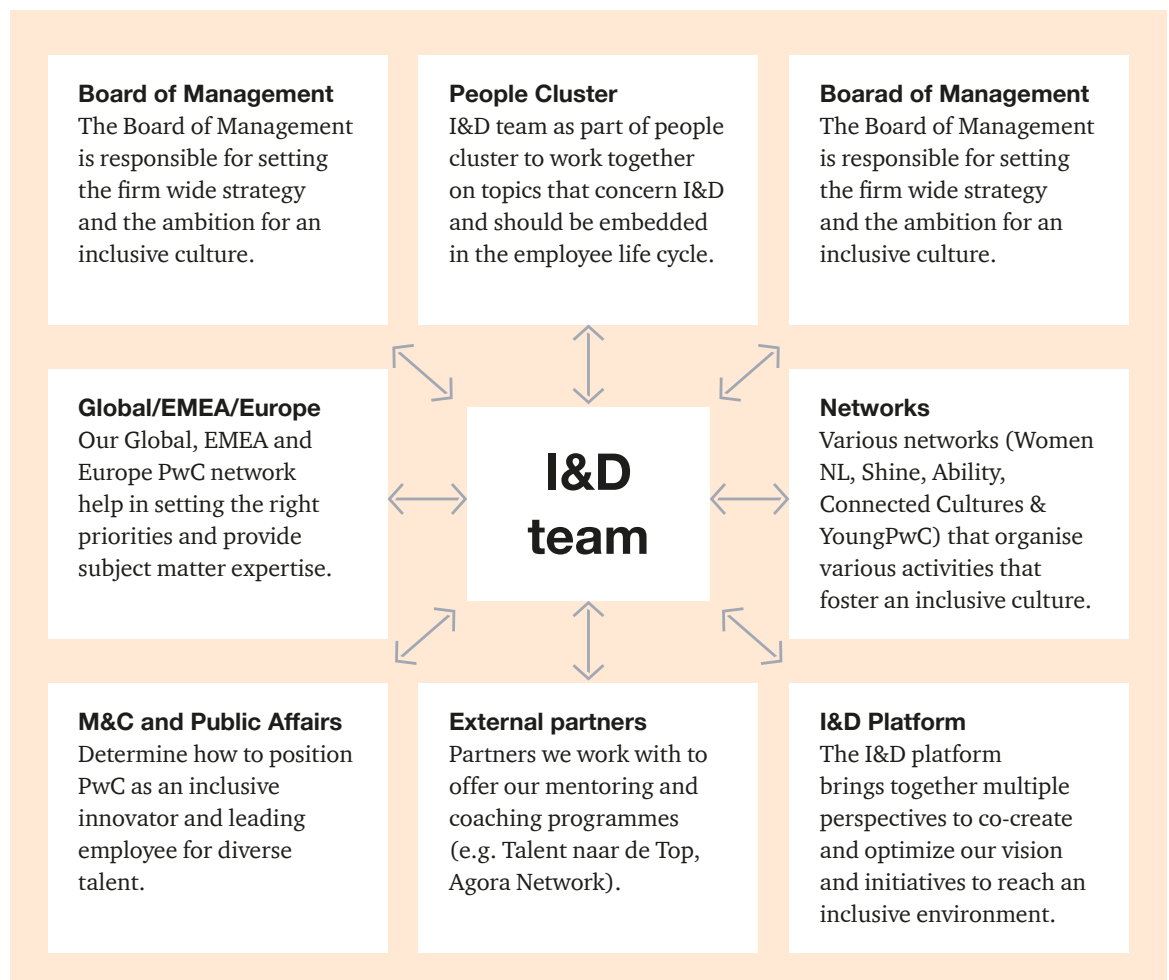 Board of Management
The Board of Management
is responsible for setting
the firm wide strategy
and the ambition for an
inclusive culture.
People Cluster
I&D team as part of people
cluster to work together
on topics that concern I&D
and should be embedded
in the employee life cycle.
Boarad of Management
The Board of Management
is responsible for setting
the firm wide strategy
and the ambition for an
inclusive culture.
Global/EMEA/Europe
Our Global, EMEA and
Europe PwC network
help in setting the right
priorities and provide
subject matter expertise.
I&D
team
Networks
Various networks (Women
NL, Shine, Ability,
Connected Cultures &
YoungPwC) that organise
various activities that
foster an inclusive culture.
M&C and Public Affairs
Determine how to position
PwC as an inclusive
innovator and leading
employee for diverse
talent.
External partners
Partners we work with to
offer our mentoring and
coaching programmes
(e.g. Talent naar de Top,
Agora Network).
I&D Platform
The I&D platform
brings together multiple
perspectives to co-create
and optimize our vision
and initiatives to reach an
inclusive environment.